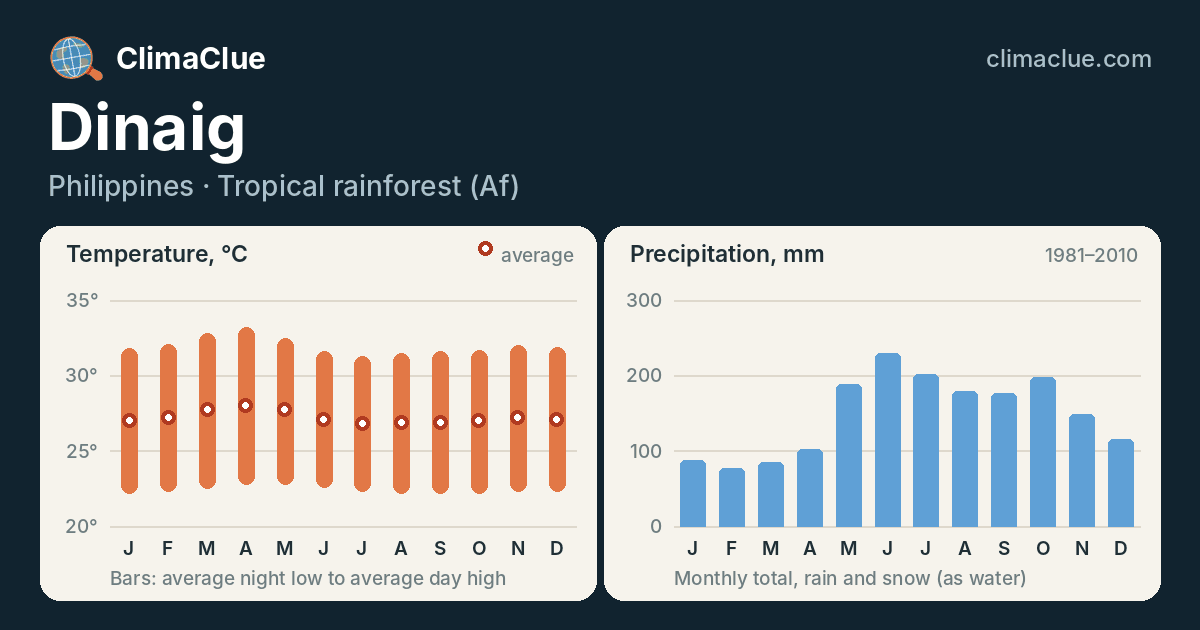 ClimaClue
climaclue.com
Dinaig
Philippines · Tropical rainforest (Af)
Temperature, °C
average
35°
30°
25°
20°
J F M A M J J A S O N D
Bars: average night low to average day high
Precipitation, mm
1981–2010
300
200
100
0
J F M A M J J A S O N D
Monthly total, rain and snow (as water)